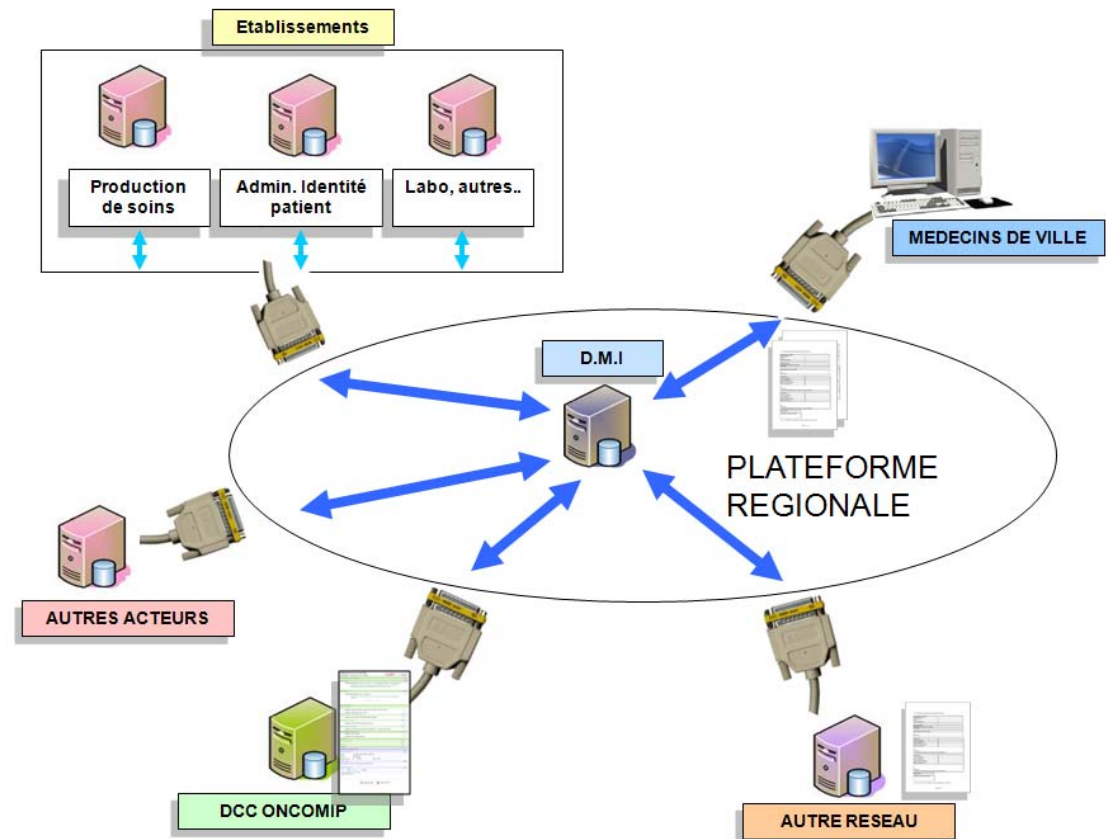 Etablissements
Production
de soins
Admin. Identité
patient
Labo, autres..
MEDECINS DE VILLE
D.M.I
PLATEFORME
REGIONALE
AUTRES ACTEURS
DCC ONCOMIP
AUTRE RESEAU